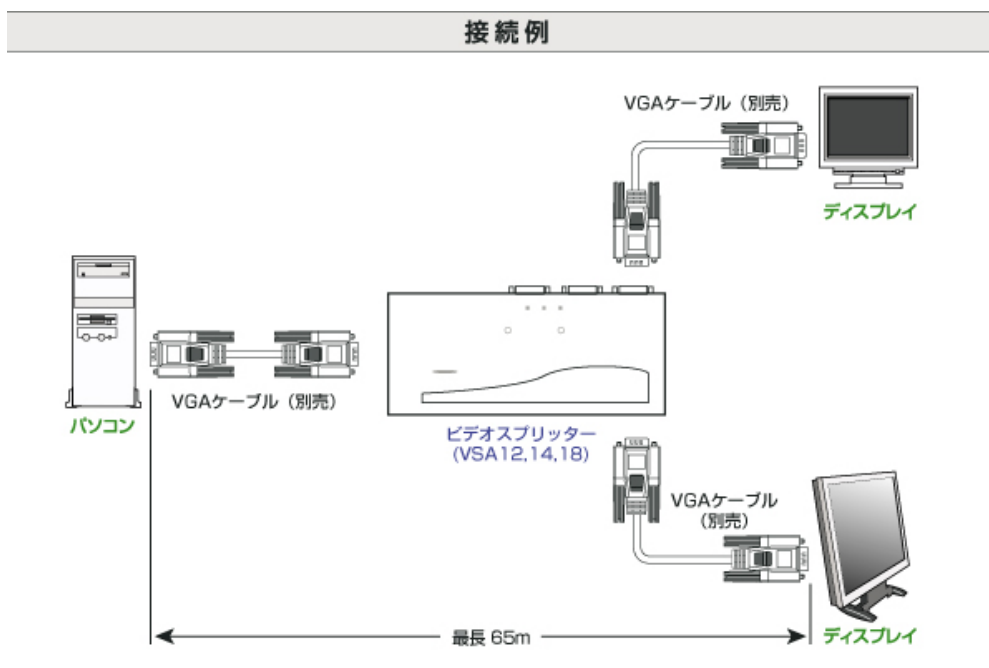 接続例
VGAケーブル（別売）
ディスプレイ
VGAケーブル（別売）
パソコン
ビデオスプリッター
(VSA12,14,18)
VGAケーブル
（別売）
最長 65m
ディスプレイ